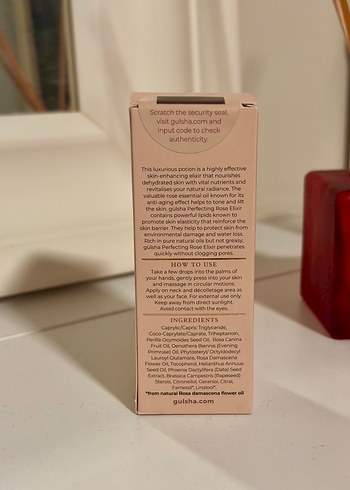 Scratch the security seal,
visit gulsha.com and
input code to check
authenticity.
This luxurious potion is a highly effective
skin-enhancing elixir that nourishes
dehydrated skin with vital nutrients and
revitalises your natural radiance. The
valuable rose essential oil known for its
anti-aging effect helps to tone and lift
the skin. gülsha Perfecting Rose Elixir
contains powerful lipids known to
promote skin elasticity that reinforce the
skin barrier. They help to protect skin from
environmental damage and water loss.
Rich in pure natural oils but not greasy,
gülsha Perfecting Rose Elixir penetrates
quickly without clogging pores.
HOW TO USE
Take a few drops into the palms of
your hands, gently press into your skin
and massage in circular motions.
Apply on neck and decolletage area as
well as your face. For external use only.
Keep away from direct sunlight.
Avoid contact with the eyes.
INGREDIENTS
Caprylic/Capric Triglyceride,
Coco-Caprylate/Caprate, Triheptanoin,
Perilla Ocymoides Seed Oil, Rosa Canina
Fruit Oil, Oenothera Biennis (Evening
Primrose) Oil, Phytosteryl/ Octyldodecyl
Lauroyl Glutamate, Rosa Damascena
Flower Oil, Tocopherol, Helianthus Annuus
Seed Oil, Phoenix Dactylifera (Date) Seed
Extract, Brassica Campestris (Rapeseed)
Sterols, Citronellol, Geraniol, Citral,
Farnesol*, Linalool*.
*from natural Rosa damascena flower oil
gulsha.com